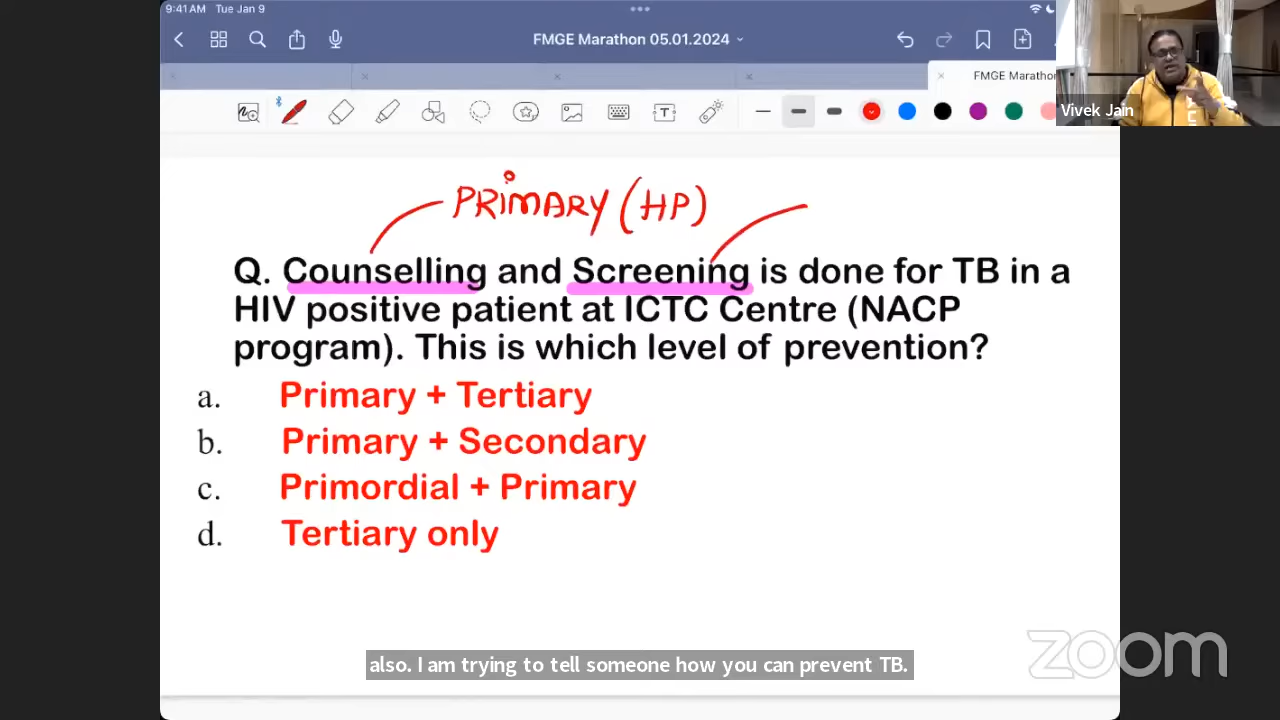 9:41 AM Tue Jan 9
FMGE Marathon 05.01.2024
FMGE Marathon
Vivek Jain
PRIMARY (HP)
Q. Counselling and Screening is done for TB in a
HIV positive patient at ICTC Centre (NACP
program). This is which level of prevention?
a. Primary + Tertiary
b. Primary + Secondary
c. Primordial + Primary
d. Tertiary only
also. I am trying to tell someone how you can prevent TB.
zoom